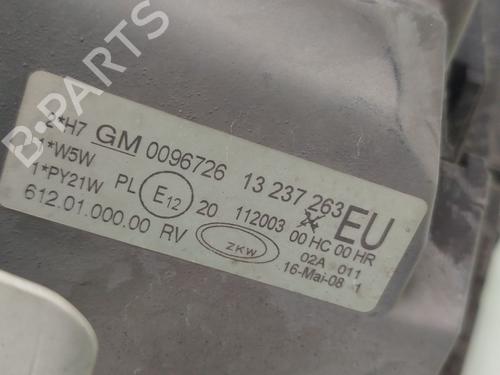 B-PARTS
2*H7 GM 0096726 13 237 263 EU
1*W5W
1*PY21W PL E12 20 112003 00 HC 00 HR
612.01.000.00 RV ZKW 02A 011
16-Mai-08 1